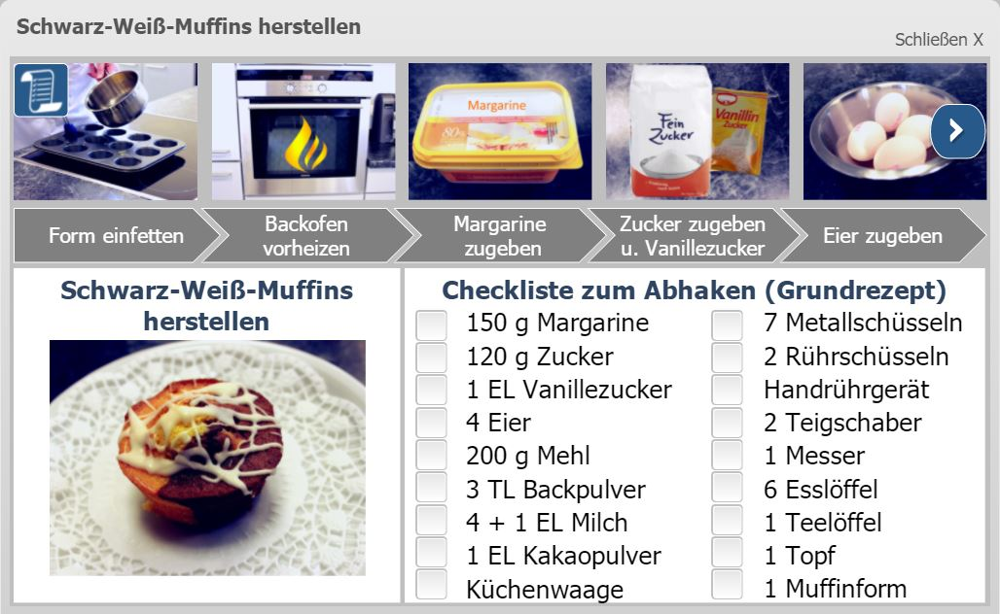 Schwarz-Weiß-Muffins herstellen
Schließen X
Margarine
80%
Fein
Zucker
Vanillin
Zucker
Form einfetten
Backofen
vorheizen
Margarine
zugeben
Zucker zugeben
u. Vanillezucker
Eier zugeben
Schwarz-Weiß-Muffins
herstellen
Checkliste zum Abhaken (Grundrezept)
150 g Margarine
120 g Zucker
1 EL Vanillezucker
4 Eier
200 g Mehl
3 TL Backpulver
4 + 1 EL Milch
1 EL Kakaopulver
Küchenwaage
7 Metallschüsseln
2 Rührschüsseln
Handrührgerät
2 Teigschaber
1 Messer
6 Esslöffel
1 Teelöffel
1 Topf
1 Muffinform